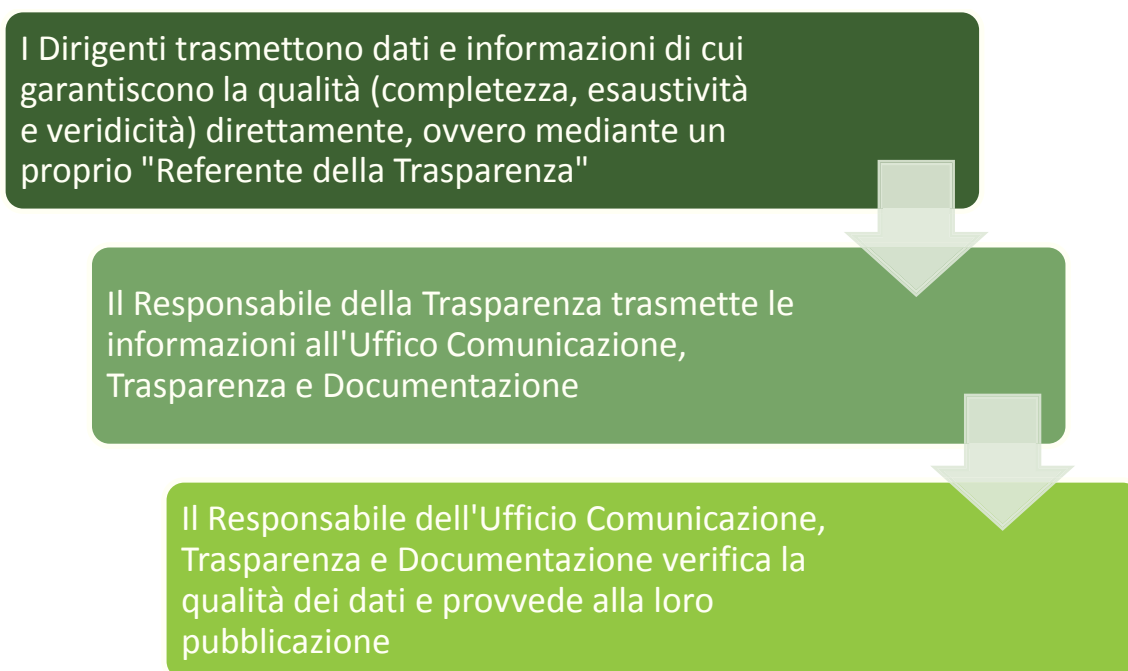 I Dirigenti trasmettono dati e informazioni di cui
garantiscono la qualità (completezza, esaustività
e veridicità) direttamente, ovvero mediante un
proprio "Referente della Trasparenza"
Il Responsabile della Trasparenza trasmette le
informazioni all'Uffico Comunicazione,
Trasparenza e Documentazione
Il Responsabile dell'Ufficio Comunicazione,
Trasparenza e Documentazione verifica la
qualità dei dati e provvede alla loro
pubblicazione